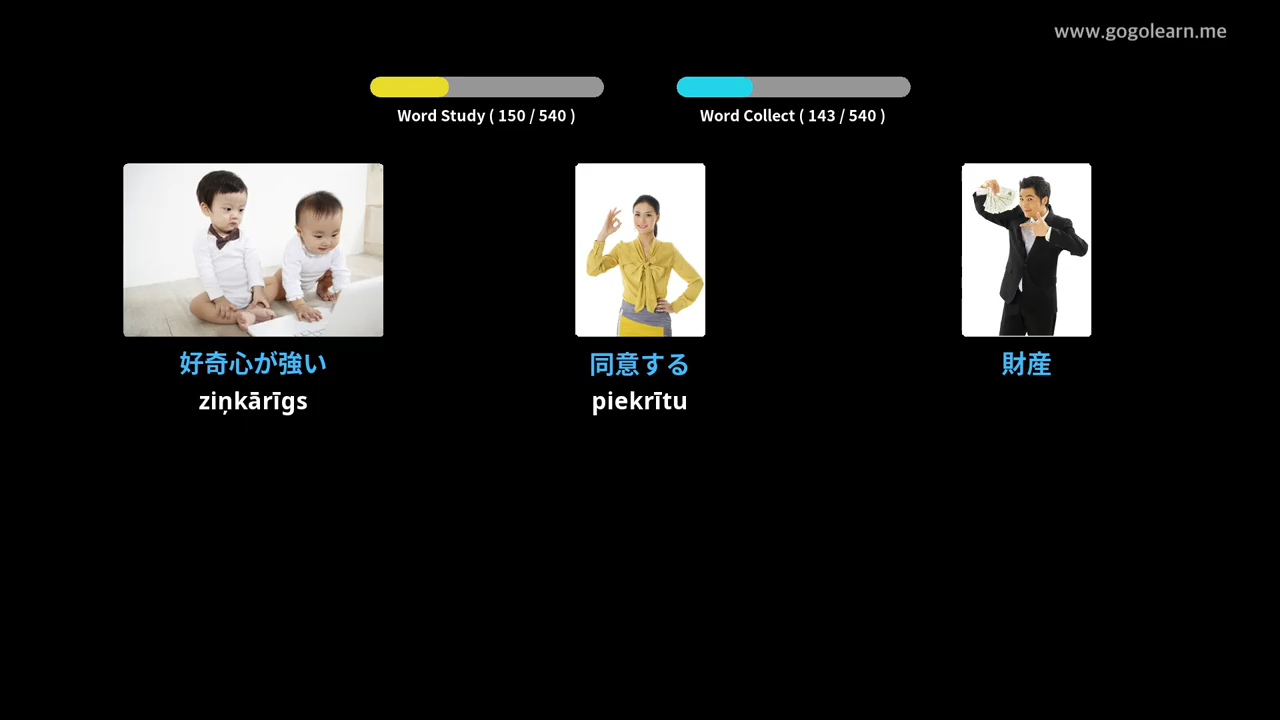 www.gogolearn.me
Word Study ( 150 / 540 )
Word Collect ( 143 / 540 )
好奇心が強い
ziņkārīgs
同意する
piekrītu
財産